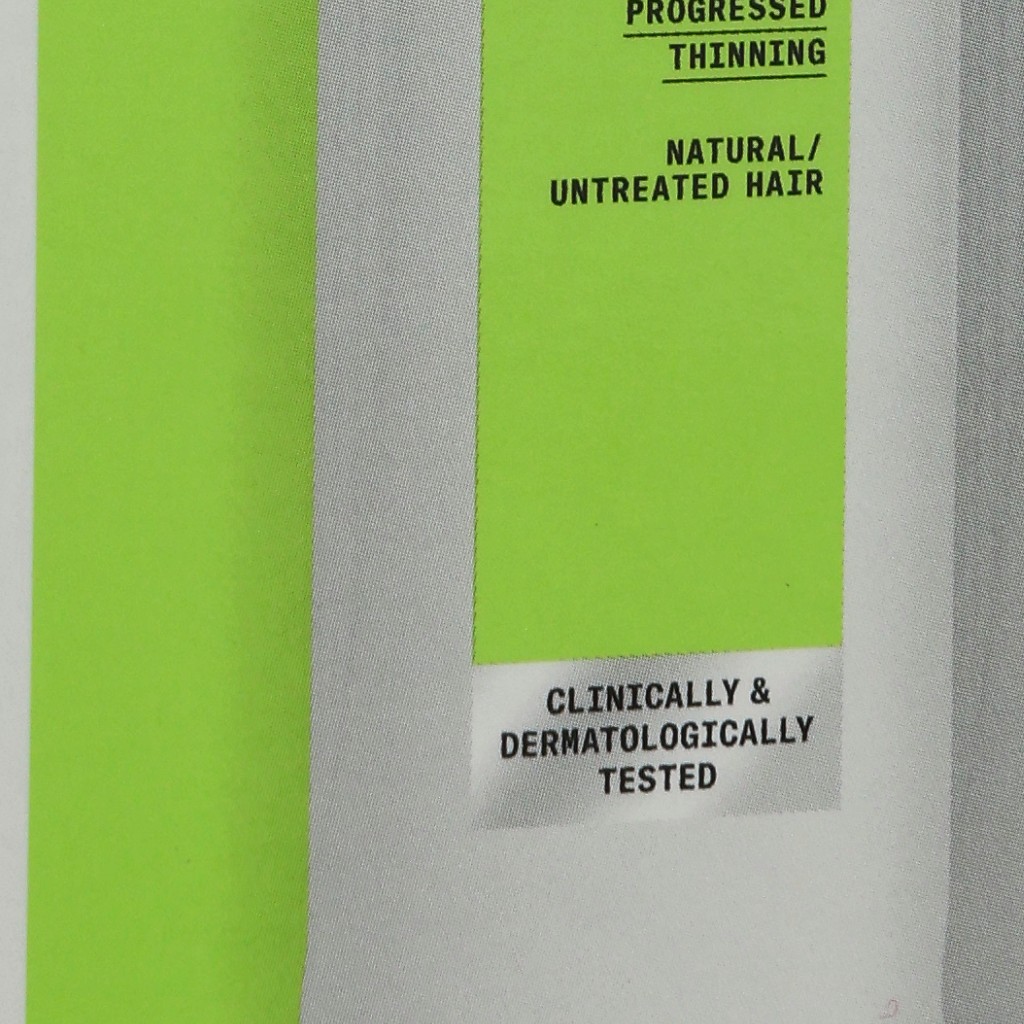 PROGRESSED
THINNING
NATURAL/
UNTREATED HAIR
CLINICALLY &
DERMATOLOGICALLY
TESTED